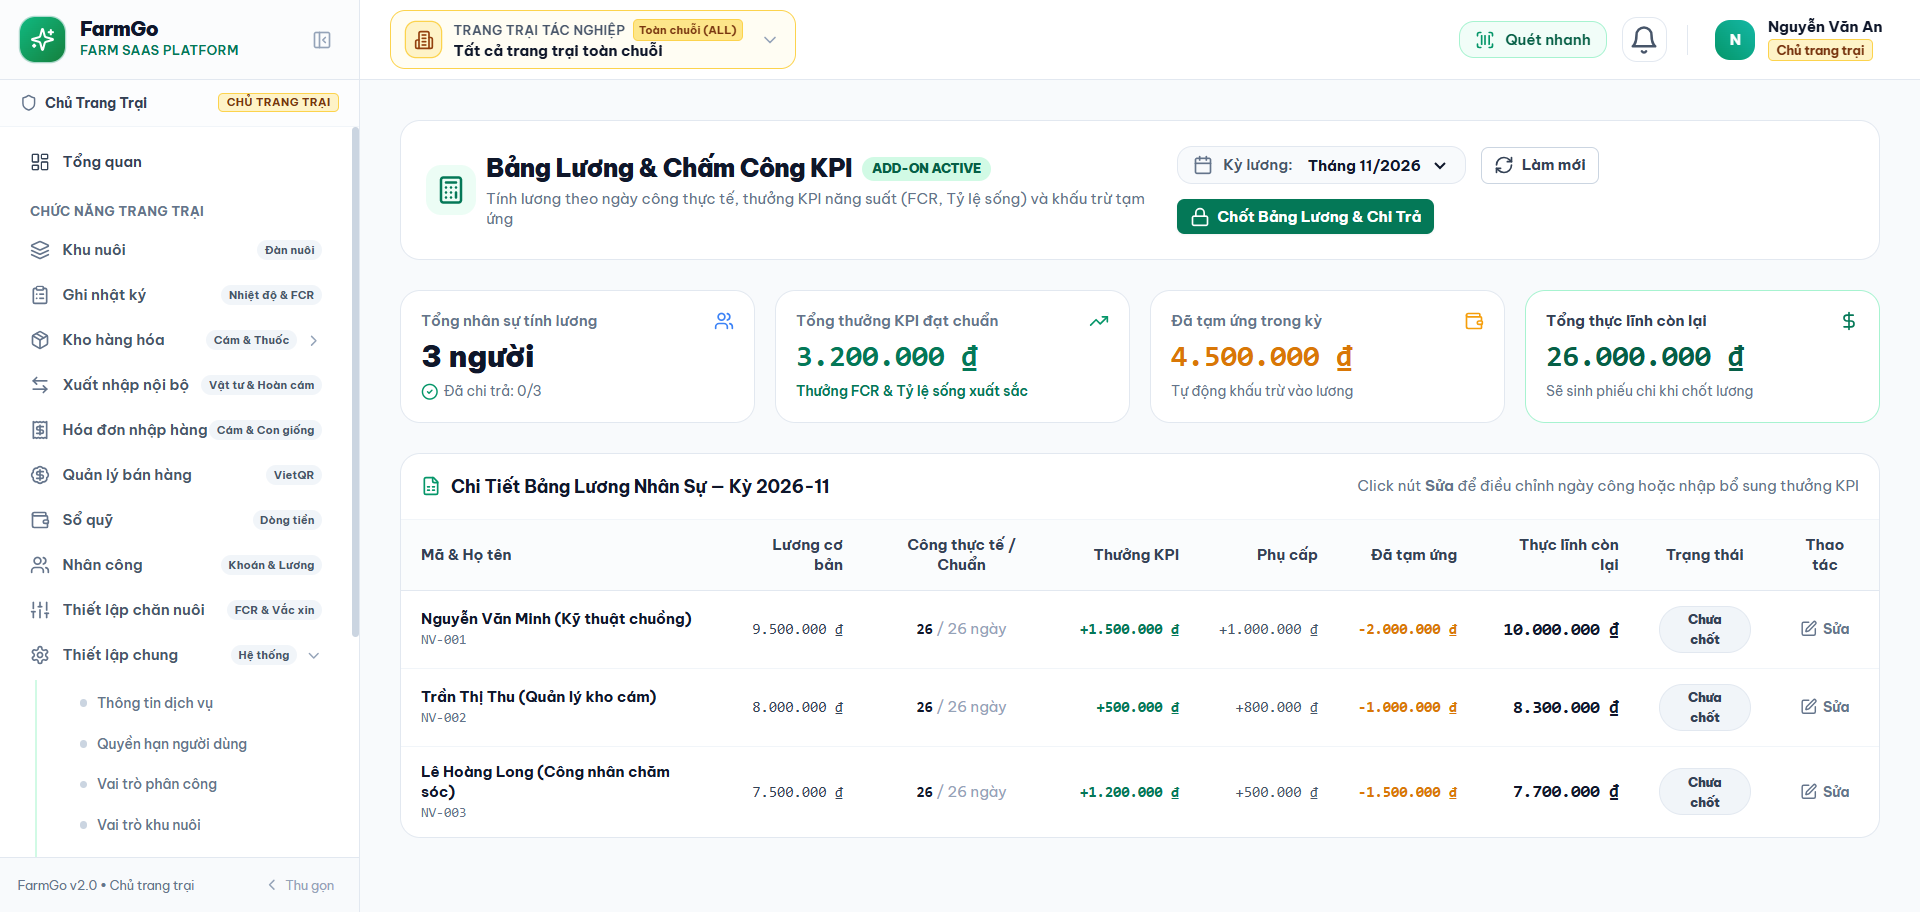 FarmGo
FARM SAAS PLATFORM
Chủ Trang Trại
CHỦ TRANG TRẠI
Tổng quan
CHỨC NĂNG TRANG TRẠI
Khu nuôi
Đàn nuôi
Ghi nhật ký
Nhiệt độ & FCR
Kho hàng hóa
Cám & Thuốc
Xuất nhập nội bộ
Vật tư & Hoàn cám
Hóa đơn nhập hàng
Cám & Con giống
Quản lý bán hàng
VietQR
Sổ quỹ
Dòng tiền
Nhân công
Khoán & Lương
Thiết lập chăn nuôi
FCR & Vắc xin
Thiết lập chung
Hệ thống
Thông tin dịch vụ
Quyền hạn người dùng
Vai trò phân công
Vai trò khu nuôi
FarmGo v2.0 • Chủ trang trại
Thu gọn
TRANG TRẠI TÁC NGHIỆP
Toàn chuỗi (ALL)
Tất cả trang trại toàn chuỗi
Quét nhanh
N
Nguyễn Văn An
Chủ trang trại
Bảng Lương & Chấm Công KPI
ADD-ON ACTIVE
Tính lương theo ngày công thực tế, thưởng KPI năng suất (FCR, Tỷ lệ sống) và khấu trừ tạm
ứng
Kỳ lương: Tháng 11/2026
Làm mới
Chốt Bảng Lương & Chi Trả
Tổng nhân sự tính lương
3 người
Đã chi trả: 0/3
Tổng thưởng KPI đạt chuẩn
3.200.000 ₫
Thưởng FCR & Tỷ lệ sống xuất sắc
Đã tạm ứng trong kỳ
4.500.000 ₫
Tự động khấu trừ vào lương
Tổng thực lĩnh còn lại
26.000.000 ₫
Sẽ sinh phiếu chi khi chốt lương
Chi Tiết Bảng Lương Nhân Sự – Kỳ 2026-11
Click nút Sửa để điều chỉnh ngày công hoặc nhập bổ sung thưởng KPI
Mã & Họ tên
Lương cơ
bản
Công thực tế /
Chuẩn
Thưởng KPI
Phụ cấp
Đã tạm ứng
Thực lĩnh còn
lại
Trạng thái
Thao
tác
Nguyễn Văn Minh (Kỹ thuật chuồng)
NV-001
9.500.000 ₫
26 / 26 ngày
+1.500.000 ₫
+1.000.000 ₫
-2.000.000 ₫
10.000.000 ₫
Chưa
chốt
Sửa
Trần Thị Thu (Quản lý kho cám)
NV-002
8.000.000 ₫
26 / 26 ngày
+500.000 ₫
+800.000 ₫
-1.000.000 ₫
8.300.000 ₫
Chưa
chốt
Sửa
Lê Hoàng Long (Công nhân chăm
sóc)
NV-003
7.500.000 ₫
26 / 26 ngày
+1.200.000 ₫
+500.000 ₫
-1.500.000 ₫
7.700.000 ₫
Chưa
chốt
Sửa